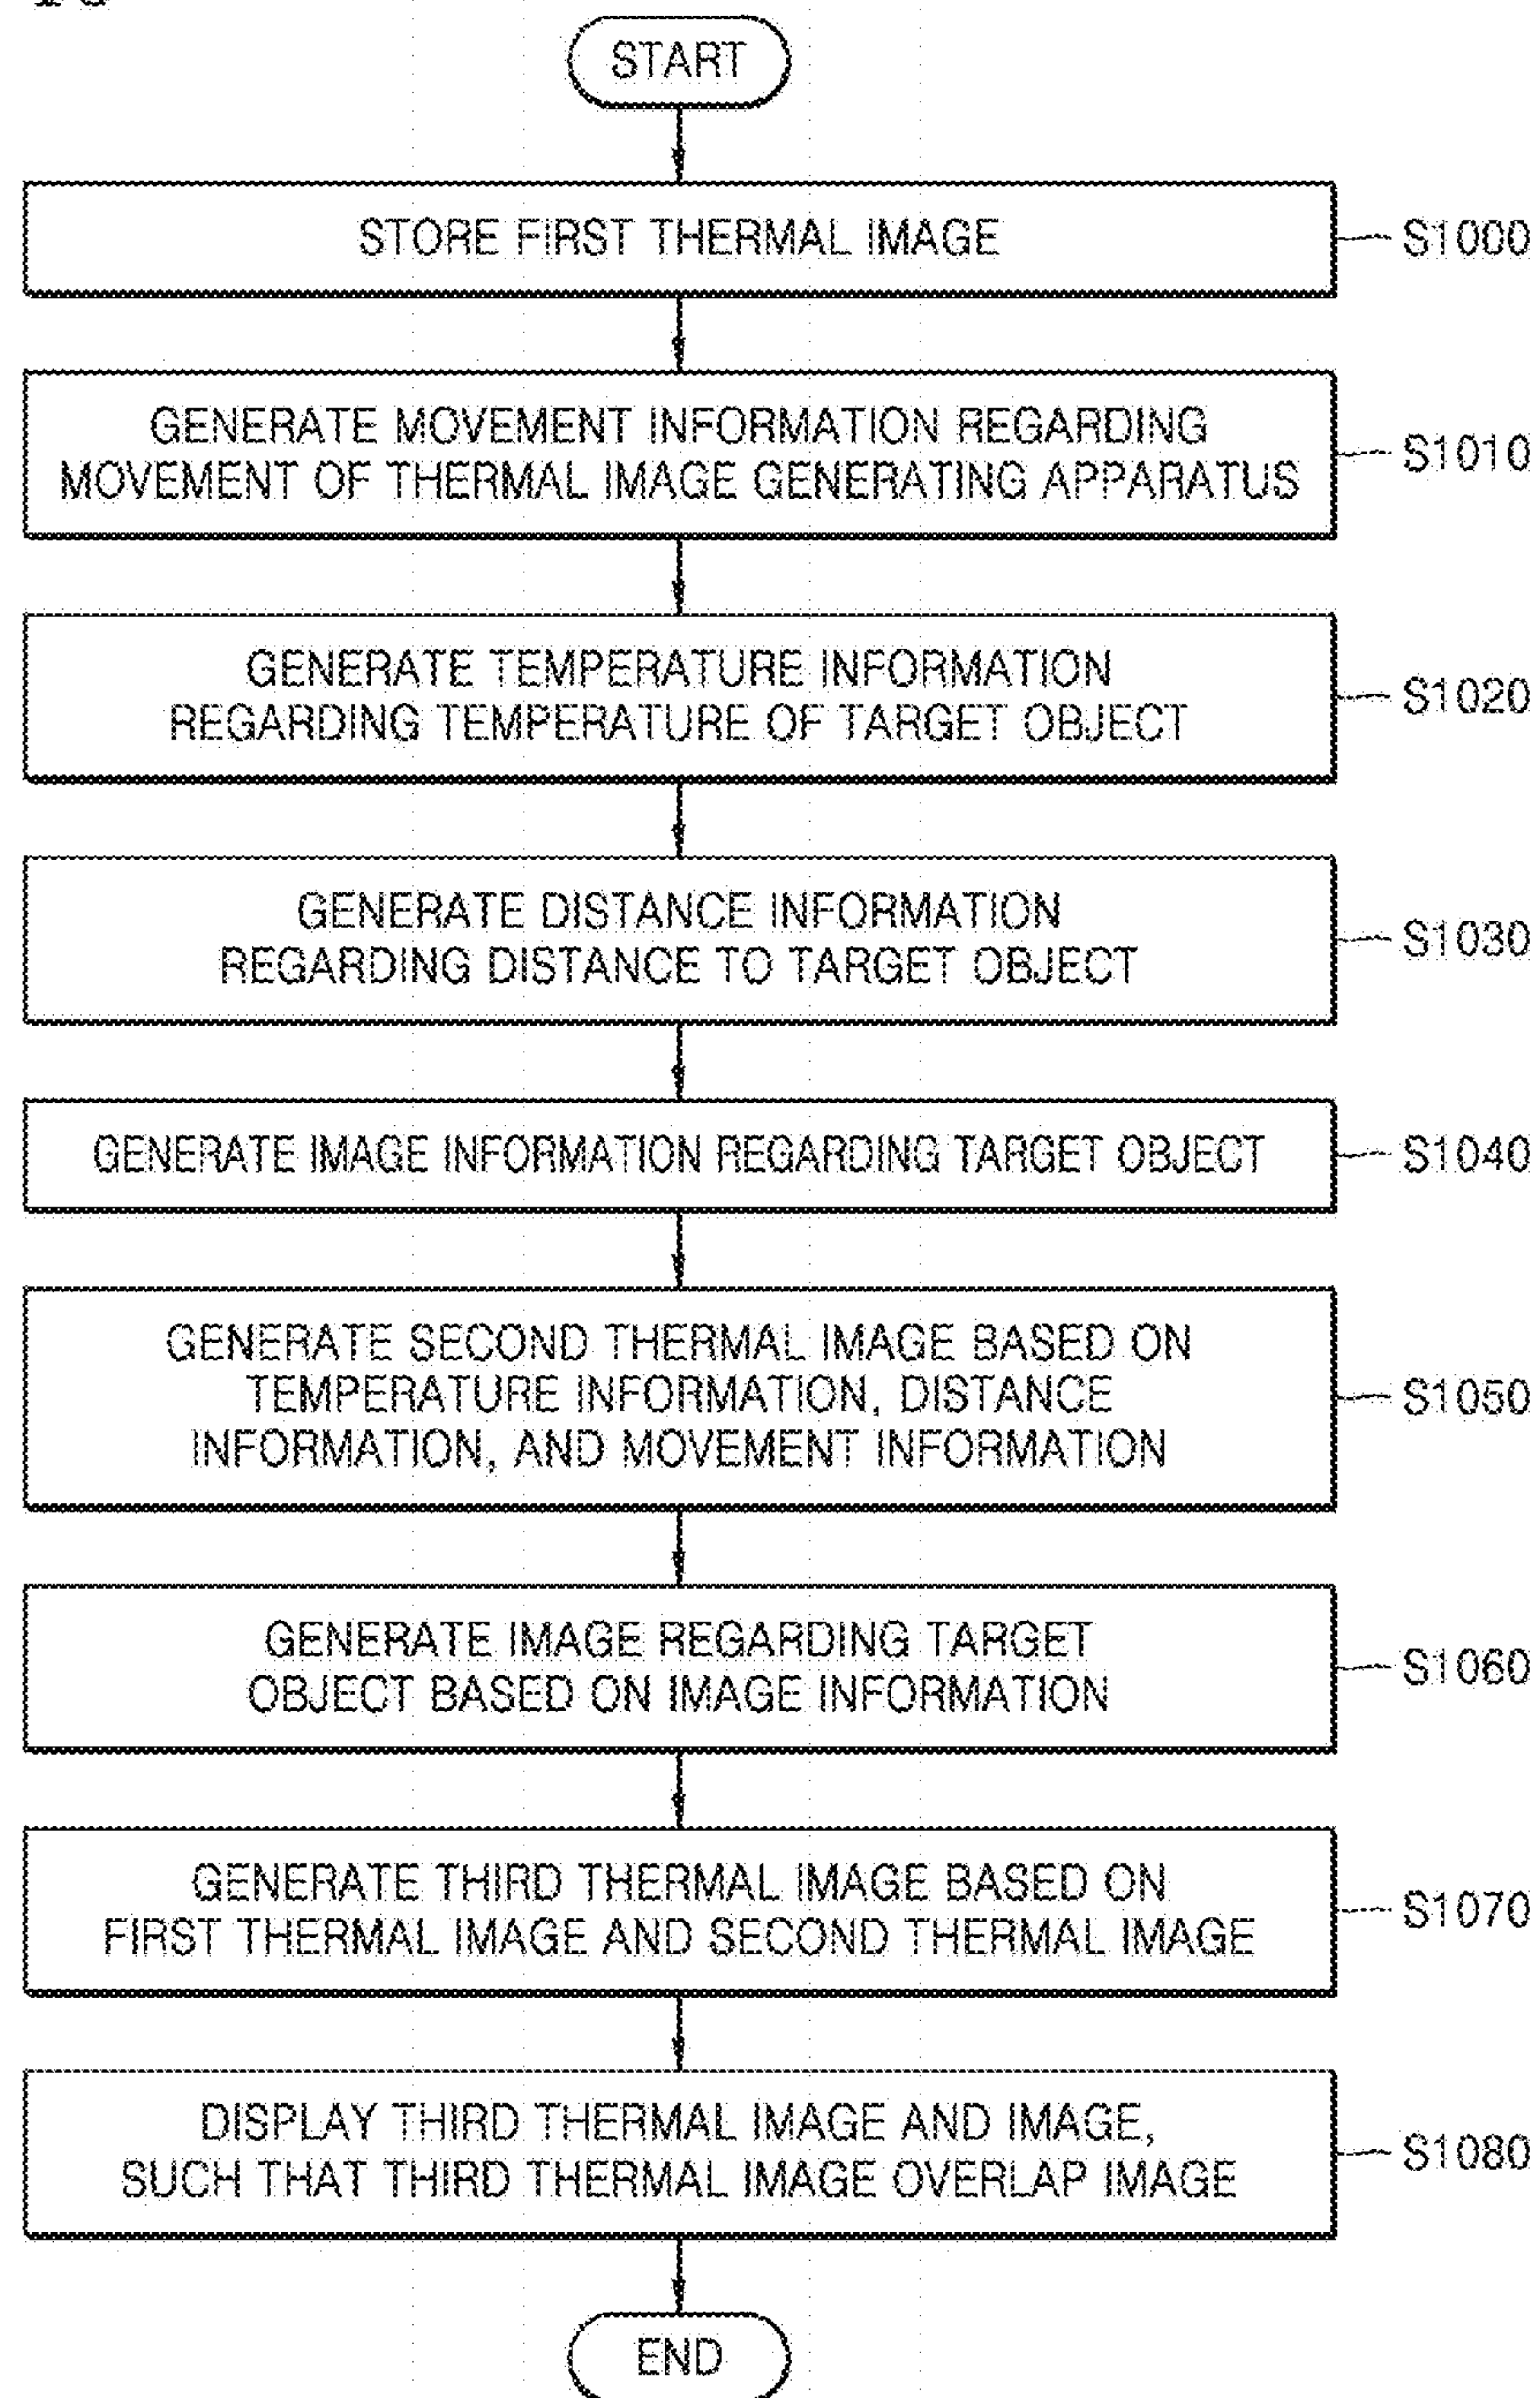 START
STORE FIRST THERMAL IMAGE
S1000
GENERATE MOVEMENT INFORMATION REGARDING
MOVEMENT OF THERMAL IMAGE GENERATING APPARATUS
S1010
GENERATE TEMPERATURE INFORMATION
REGARDING TEMPERATURE OF TARGET OBJECT
S1020
GENERATE DISTANCE INFORMATION
REGARDING DISTANCE TO TARGET OBJECT
S1030
GENERATE IMAGE INFORMATION REGARDING TARGET OBJECT
S1040
GENERATE SECOND THERMAL IMAGE BASED ON
TEMPERATURE INFORMATION, DISTANCE
INFORMATION, AND MOVEMENT INFORMATION
S1050
GENERATE IMAGE REGARDING TARGET
OBJECT BASED ON IMAGE INFORMATION
S1060
GENERATE THIRD THERMAL IMAGE BASED ON
FIRST THERMAL IMAGE AND SECOND THERMAL IMAGE
S1070
DISPLAY THIRD THERMAL IMAGE AND IMAGE,
SUCH THAT THIRD THERMAL IMAGE OVERLAP IMAGE
S1080
END